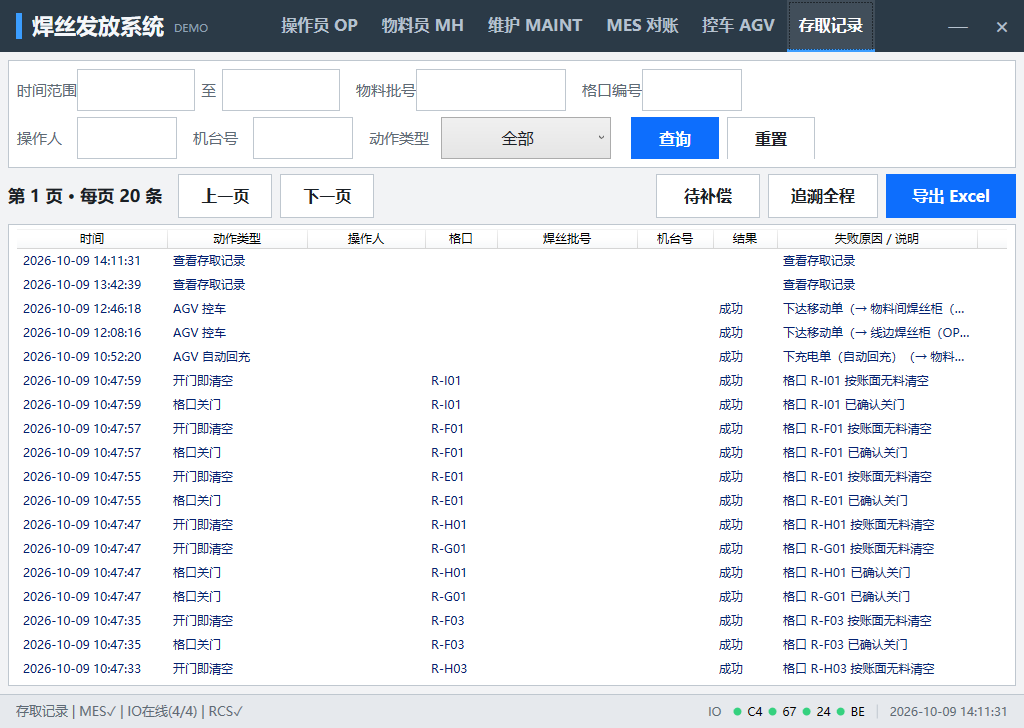 焊丝发放系统 DEMO 操作员 OP 物料员 MH 维护 MAINT MES 对账 控车 AGV 存取记录
时间范围 至 物料批号 格口编号
操作人 机台号 动作类型 全部 查询 重置
第 1 页 • 每页 20 条 上一页 下一页 待补偿 追溯全程 导出 Excel
时间 动作类型 操作人 格口 焊丝批号 机台号 结果 失败原因 / 说明
2026-10-09 14:11:31 查看存取记录 查看存取记录
2026-10-09 13:42:39 查看存取记录 查看存取记录
2026-10-09 12:46:18 AGV 控车 成功 下达移动单（→ 物料间焊丝柜（...
2026-10-09 12:08:16 AGV 控车 成功 下达移动单（→ 线边焊丝柜（OP...
2026-10-09 10:52:20 AGV 自动回充 成功 下充电单（自动回充）（→ 物料...
2026-10-09 10:47:59 开门即清空 R-I01 成功 格口 R-I01 按账面无料清空
2026-10-09 10:47:59 格口关门 R-I01 成功 格口 R-I01 已确认关门
2026-10-09 10:47:57 开门即清空 R-F01 成功 格口 R-F01 按账面无料清空
2026-10-09 10:47:57 格口关门 R-F01 成功 格口 R-F01 已确认关门
2026-10-09 10:47:55 开门即清空 R-E01 成功 格口 R-E01 按账面无料清空
2026-10-09 10:47:55 格口关门 R-E01 成功 格口 R-E01 已确认关门
2026-10-09 10:47:47 开门即清空 R-H01 成功 格口 R-H01 按账面无料清空
2026-10-09 10:47:47 开门即清空 R-G01 成功 格口 R-G01 按账面无料清空
2026-10-09 10:47:47 格口关门 R-H01 成功 格口 R-H01 已确认关门
2026-10-09 10:47:47 格口关门 R-G01 成功 格口 R-G01 已确认关门
2026-10-09 10:47:35 开门即清空 R-F03 成功 格口 R-F03 按账面无料清空
2026-10-09 10:47:35 格口关门 R-F03 成功 格口 R-F03 已确认关门
2026-10-09 10:47:33 开门即清空 R-H03 成功 格口 R-H03 按账面无料清空
存取记录 | MES✓ | IO在线(4/4) | RCS✓ IO ● C4 ● 67 ● 24 ● BE 2026-10-09 14:11:31